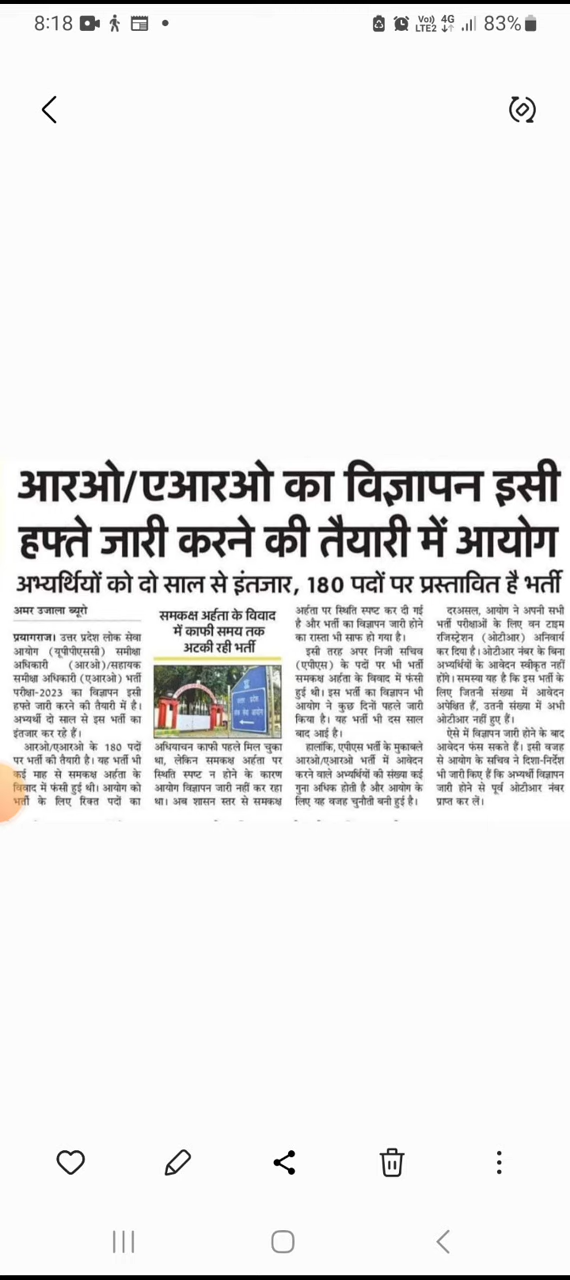 8:18
Vo)) 4G
LTE2
83%
आरओ/एआरओ का विज्ञापन इसी
हफ्ते जारी करने की तैयारी में आयोग
अभ्यर्थियों को दो साल से इंतजार, 180 पदों पर प्रस्तावित है भर्ती
अमर उजाला ब्यूरो
प्रयागराज। उत्तर प्रदेश लोक सेवा
आयोग (यूपीपीएससी) समीक्षा
अधिकारी (आरओ)/सहायक
समीक्षा अधिकारी (एआरओ) भर्ती
परीक्षा-2023 का विज्ञापन इसी
हफ्ते जारी करने की तैयारी में है।
अभ्यर्थी दो साल से इस भर्ती का
इंतजार कर रहे हैं।
आरओ/एआरओ के 180 पदों
पर भर्ती की तैयारी है। यह भर्ती भी
कई माह से समकक्ष अर्हता के
विवाद में फंसी हुई थी। आयोग को
भर्ती के लिए रिक्त पदों का
समकक्ष अर्हता के विवाद
में काफी समय तक
अटकी रही भर्ती
अधियाचन काफी पहले मिल चुका
था, लेकिन समकक्ष अर्हता पर
स्थिति स्पष्ट न होने के कारण
आयोग विज्ञापन जारी नहीं कर रहा
था। अब शासन स्तर से समकक्ष
अर्हता पर स्थिति स्पष्ट कर दी गई
है और भर्ती का विज्ञापन जारी होने
का रास्ता भी साफ हो गया है।
इसी तरह अपर निजी सचिव
(एपीएस) के पदों पर भी भर्ती
समकक्ष अर्हता के विवाद में फंसी
हुई थी। इस भर्ती का विज्ञापन भी
आयोग ने कुछ दिनों पहले जारी
किया है। यह भर्ती भी दस साल
बाद आई है।
हालांकि, एपीएस भर्ती के मुकाबले
आरओ/एआरओ भर्ती में आवेदन
करने वाले अभ्यर्थियों की संख्या कई
गुना अधिक होती है और आयोग के
लिए यह वजह चुनौती बनी हुई है।
दरअसल, आयोग ने अपनी सभी
भर्ती परीक्षाओं के लिए वन टाइम
रजिस्ट्रेशन (ओटीआर) अनिवार्य
कर दिया है। ओटीआर नंबर के बिना
अभ्यर्थियों के आवेदन स्वीकृत नहीं
होंगे। समस्या यह है कि इस भर्ती के
लिए जितनी संख्या में आवेदन
अपेक्षित हैं, उतनी संख्या में अभी
ओटीआर नहीं हुए हैं।
ऐसे में विज्ञापन जारी होने के बाद
आवेदन फंस सकते हैं। इसी वजह
से आयोग के सचिव ने दिशा-निर्देश
भी जारी किए हैं कि अभ्यर्थी विज्ञापन
जारी होने से पूर्व ओटीआर नंबर
प्राप्त कर लें।